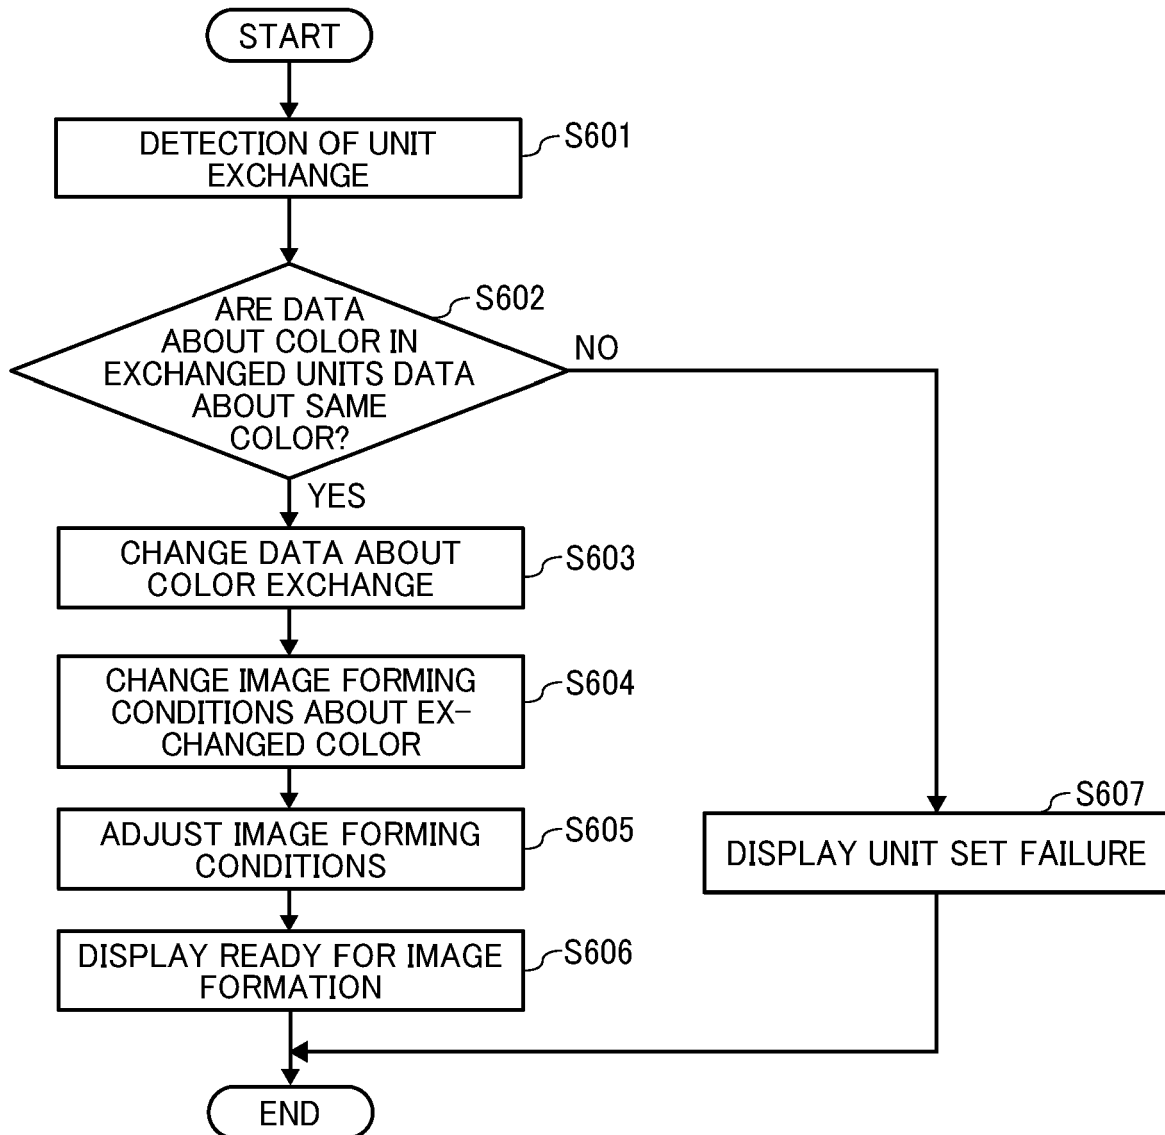 START
DETECTION OF UNIT
EXCHANGE
S601
ARE DATA
ABOUT COLOR IN
EXCHANGED UNITS DATA
ABOUT SAME
COLOR?
S602
NO
YES
CHANGE DATA ABOUT
COLOR EXCHANGE
S603
CHANGE IMAGE FORMING
CONDITIONS ABOUT EX-
CHANGED COLOR
S604
ADJUST IMAGE FORMING
CONDITIONS
S605
DISPLAY UNIT SET FAILURE
S607
DISPLAY READY FOR IMAGE
FORMATION
S606
END